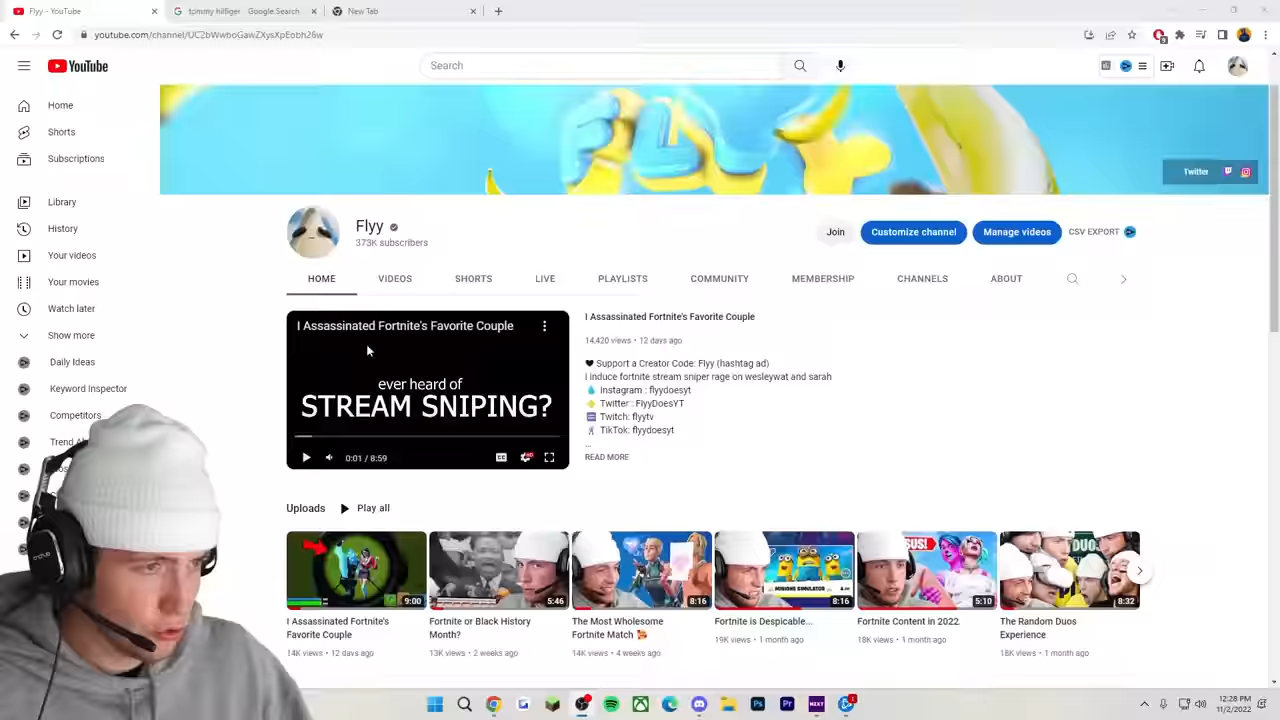 Flyy - YouTube
tommy hilfiger - Google Search
New Tab
youtube.com/channel/UC2bWwboGawZXysXpEobh26w
YouTube
Search
Home
Shorts
Subscriptions
Library
History
Your videos
Your movies
Watch later
Show more
Daily Ideas
Keyword Inspector
Competitors
Twitter
Flyy
373K subscribers
Join
Customize channel
Manage videos
CSV EXPORT
HOME
VIDEOS
SHORTS
LIVE
PLAYLISTS
COMMUNITY
MEMBERSHIP
CHANNELS
ABOUT
I Assassinated Fortnite's Favorite Couple
ever heard of
STREAM SNIPING?
0:01 / 8:59
I Assassinated Fortnite's Favorite Couple
14,420 views • 12 days ago
Support a Creator Code: Flyy (hashtag ad)
i induce fortnite stream sniper rage on wesleywat and sarah
Instagram : flyydoesyt
Twitter : FlyyDoesYT
Twitch: flyytv
TikTok: flyydoesyt
...
READ MORE
Uploads
Play all
9:00
I Assassinated Fortnite's
Favorite Couple
14K views • 12 days ago
5:46
Fortnite or Black History
Month?
13K views • 2 weeks ago
8:16
The Most Wholesome
Fortnite Match
14K views • 4 weeks ago
MINIONS SIMULATOR
8:16
Fortnite is Despicable...
19K views • 1 month ago
SUS!
5:10
Fortnite Content in 2022.
18K views • 1 month ago
DUO
8:32
The Random Duos
Experience
18K views • 1 month ago
Ps
Pr
NZXT
12:28 PM
11/2/2022